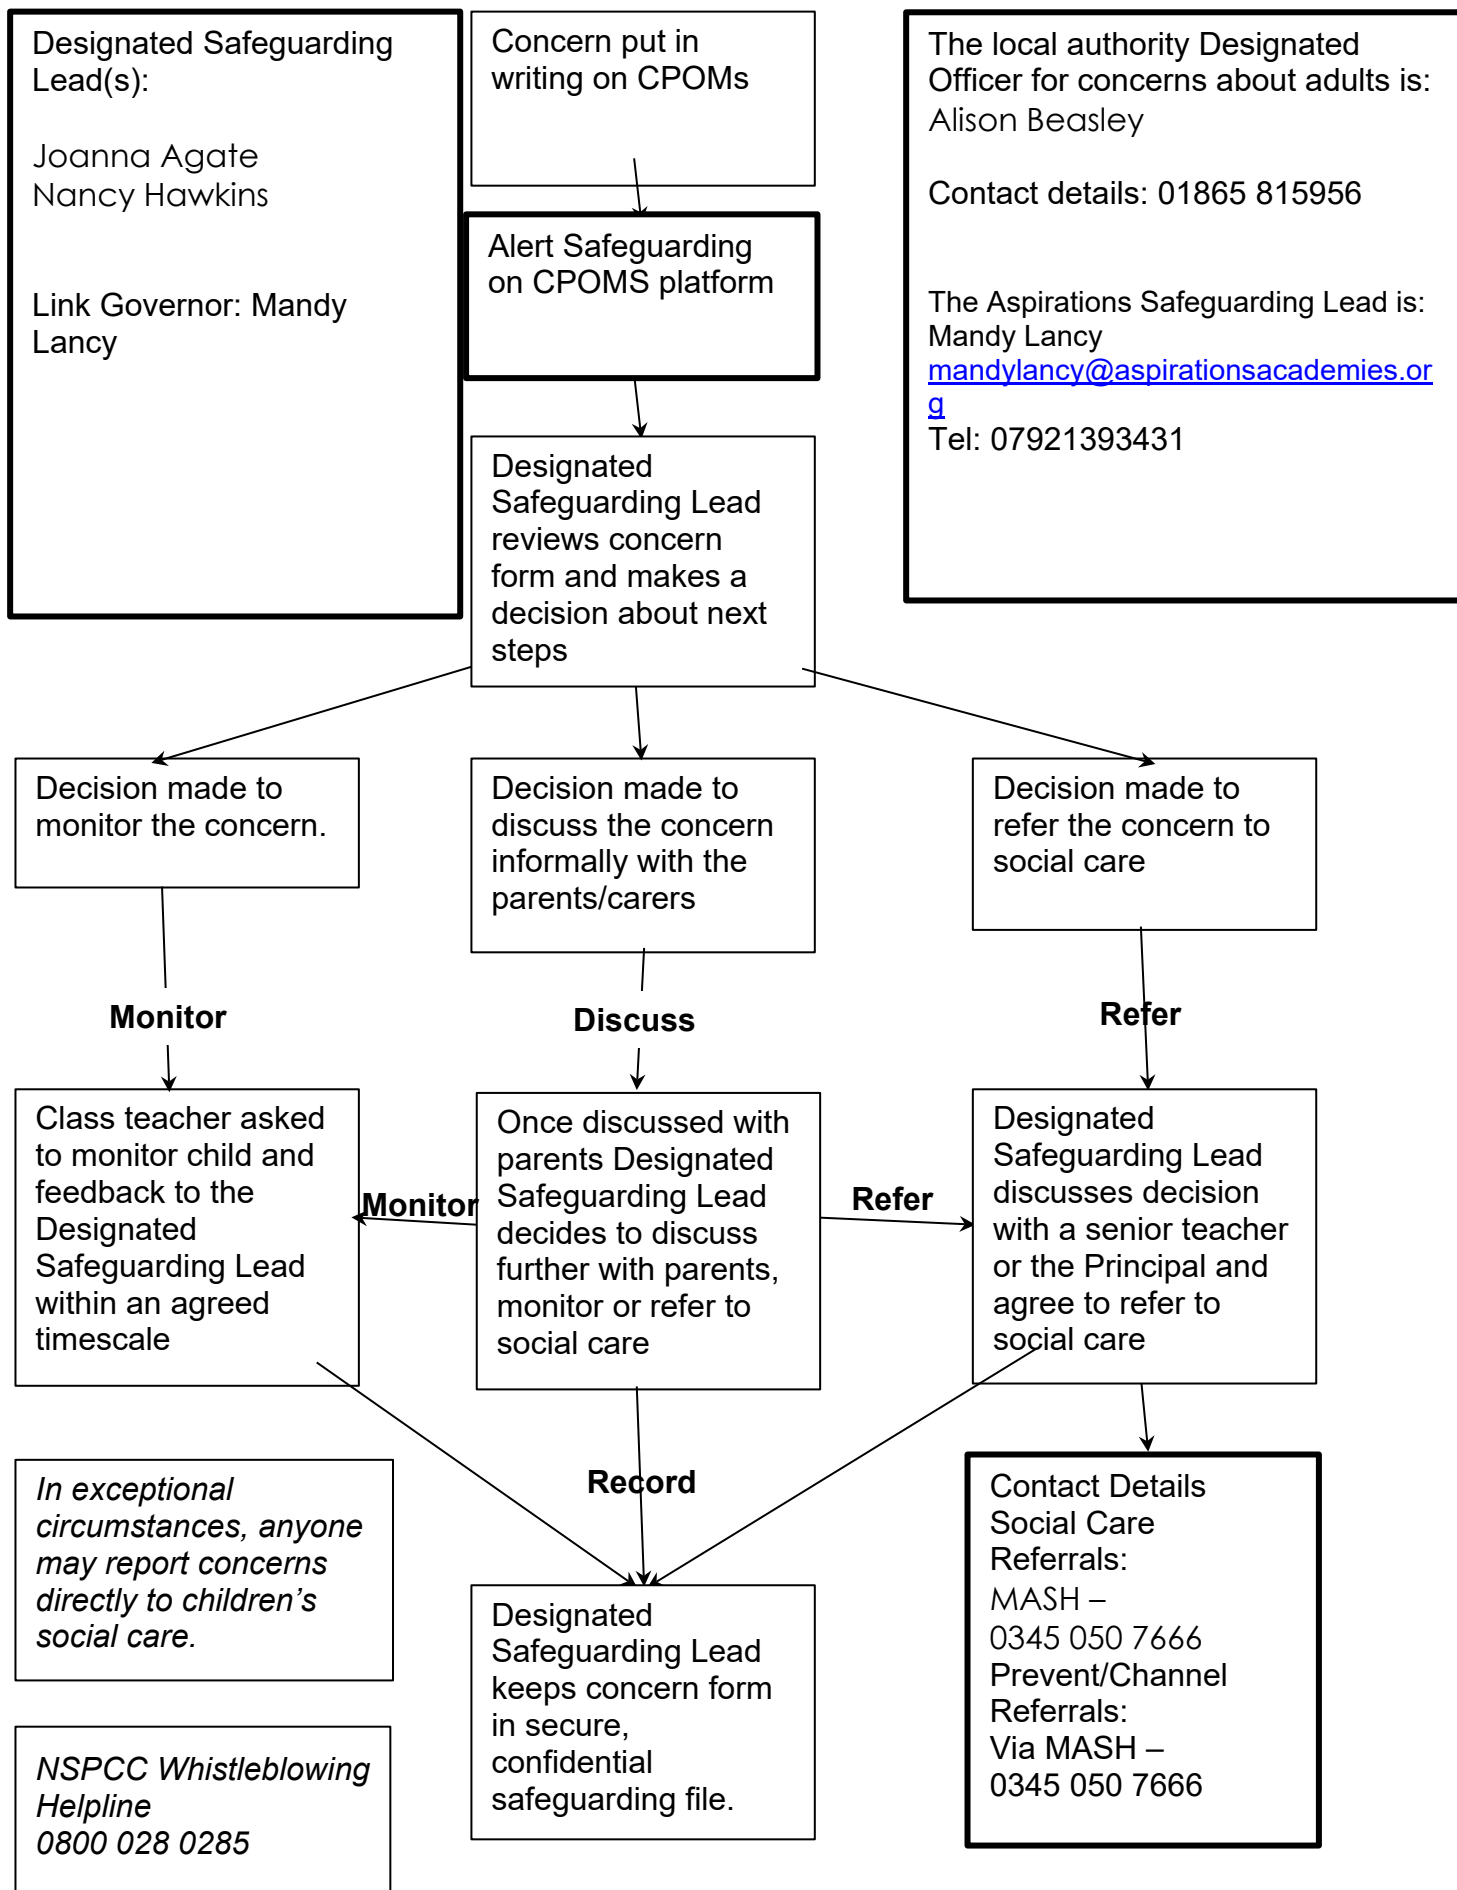 Designated Safeguarding
Lead(s):
Joanna Agate
Nancy Hawkins
Link Governor: Mandy
Lancy
Concern put in
writing on CPOMs
Alert Safeguarding
on CPOMS platform
The local authority Designated
Officer for concerns about adults is:
Alison Beasley
Contact details: 01865 815956
The Aspirations Safeguarding Lead is:
Mandy Lancy
mandylancy@aspirationsacademies.or
g
Tel: 07921393431
Designated
Safeguarding Lead
reviews concern
form and makes a
decision about next
steps
Decision made to
monitor the concern.
Decision made to
discuss the concern
informally with the
parents/carers
Decision made to
refer the concern to
social care
Monitor
Discuss
Refer
Class teacher asked
to monitor child and
feedback to the
Designated
Safeguarding Lead
within an agreed
timescale
Monitor
Once discussed with
parents Designated
Safeguarding Lead
decides to discuss
further with parents,
monitor or refer to
social care
Refer
Designated
Safeguarding Lead
discusses decision
with a senior teacher
or the Principal and
agree to refer to
social care
In exceptional
circumstances, anyone
may report concerns
directly to children’s
social care.
Record
Contact Details
Social Care
Referrals:
MASH –
0345 050 7666
Prevent/Channel
Referrals:
Via MASH –
0345 050 7666
Designated
Safeguarding Lead
keeps concern form
in secure,
confidential
safeguarding file.
NSPCC Whistleblowing
Helpline
0800 028 0285